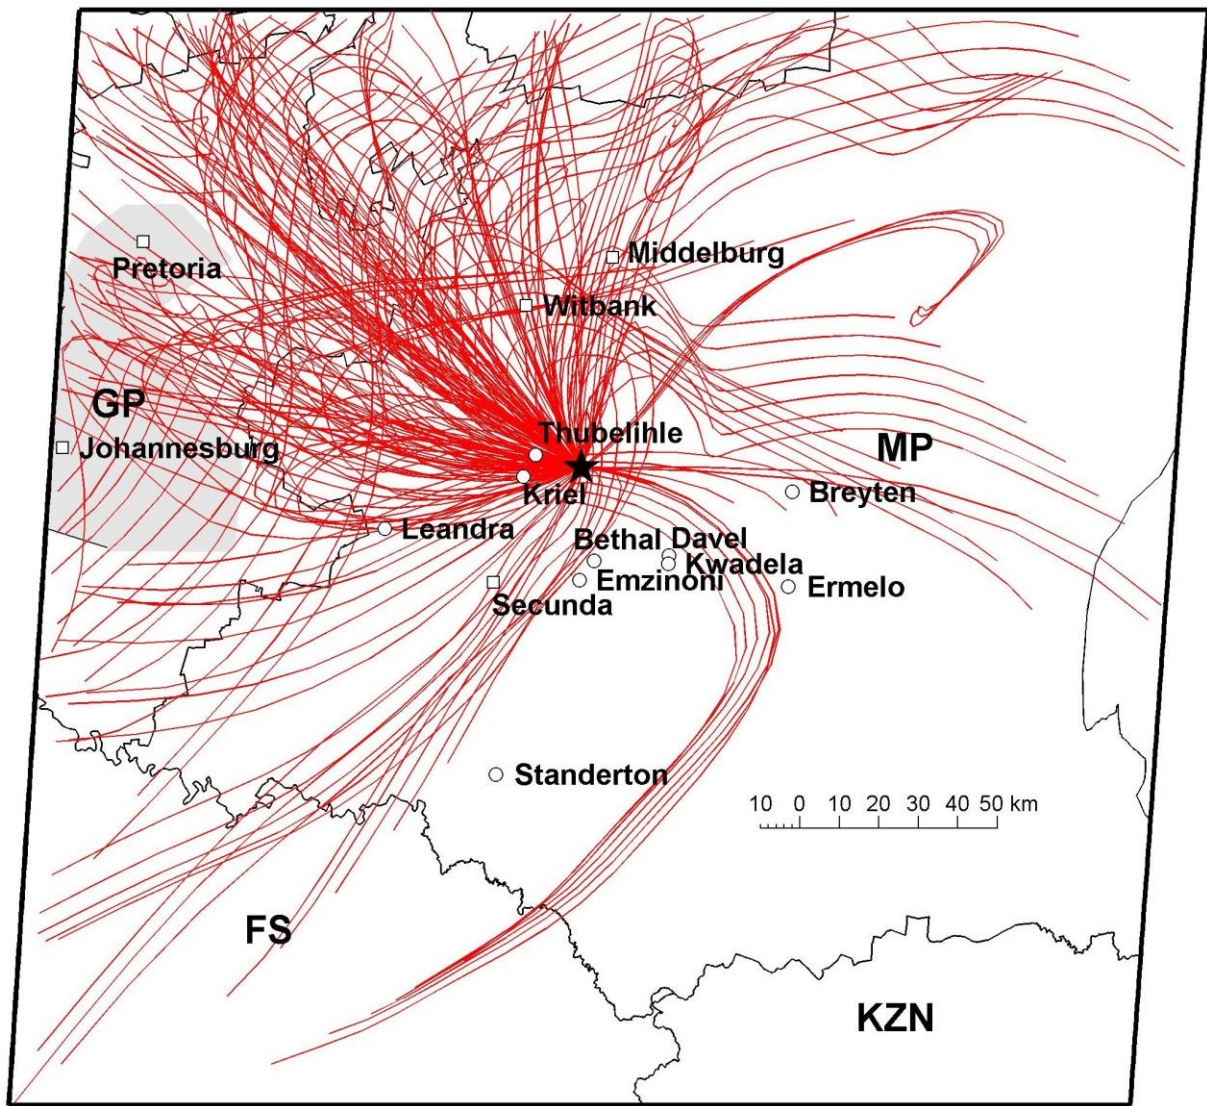 Middelburg
Pretoria
Witbank
GP
Thubelihle
MP
Johannesburg
Kriel
Breyten
Leandra
Bethal Davel
Kwadela
Emzinoni
Ermelo
Secunda
Standerton
10 0 10 20 30 40 50 km
FS
KZN